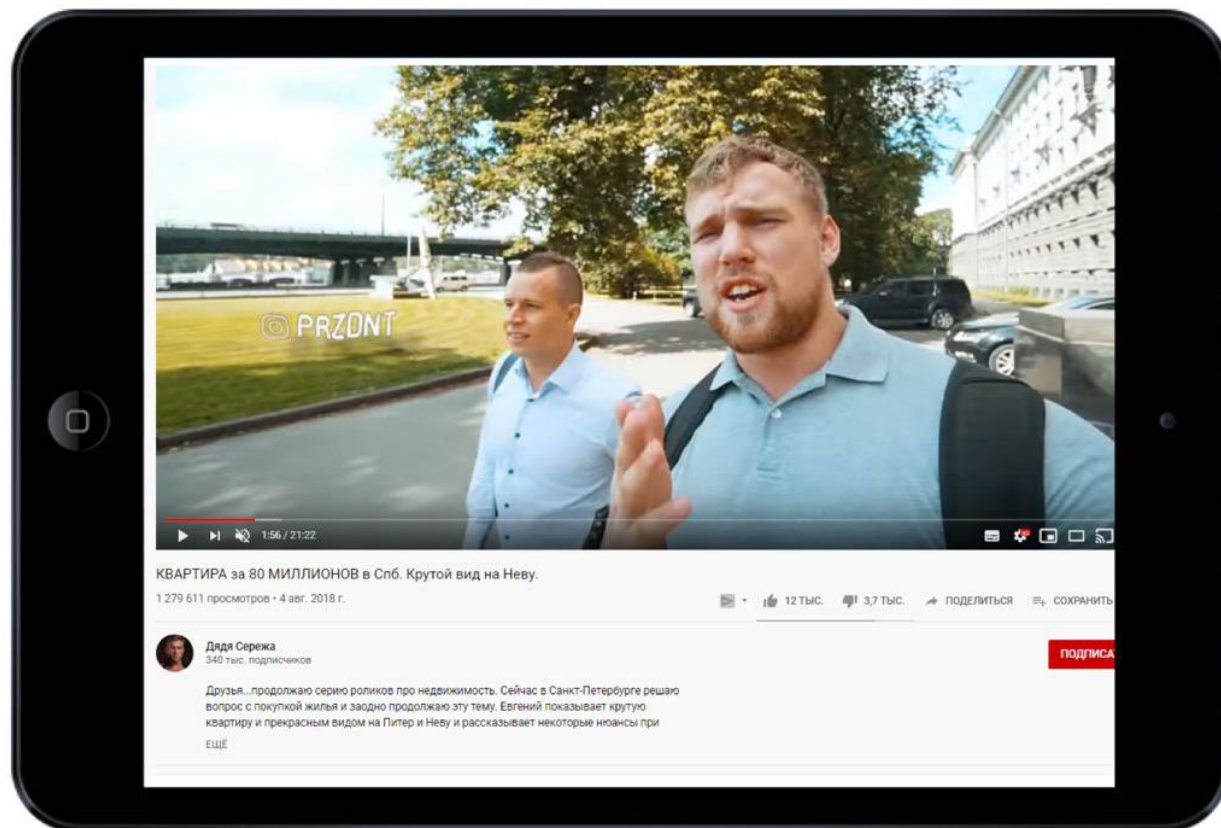 PRZDNT
1:56 / 21:22
КВАРТИРА за 80 МИЛЛИОНОВ в Спб. Крутой вид на Неву.
1 279 611 просмотров • 4 авг. 2018 г.
12 ТЫС. 3,7 ТЫС. ПОДЕЛИТЬСЯ СОХРАНИТЬ
Дядя Сережа
340 тыс. подписчиков
ПОДПИСА
Друзья...продолжаю серию роликов про недвижимость. Сейчас в Санкт-Петербурге решаю
вопрос с покупкой жилья и заодно продолжаю эту тему. Евгений показывает крутую
квартиру и прекрасным видом на Питер и Неву и рассказывает некоторые нюансы при
ЕЩЁ